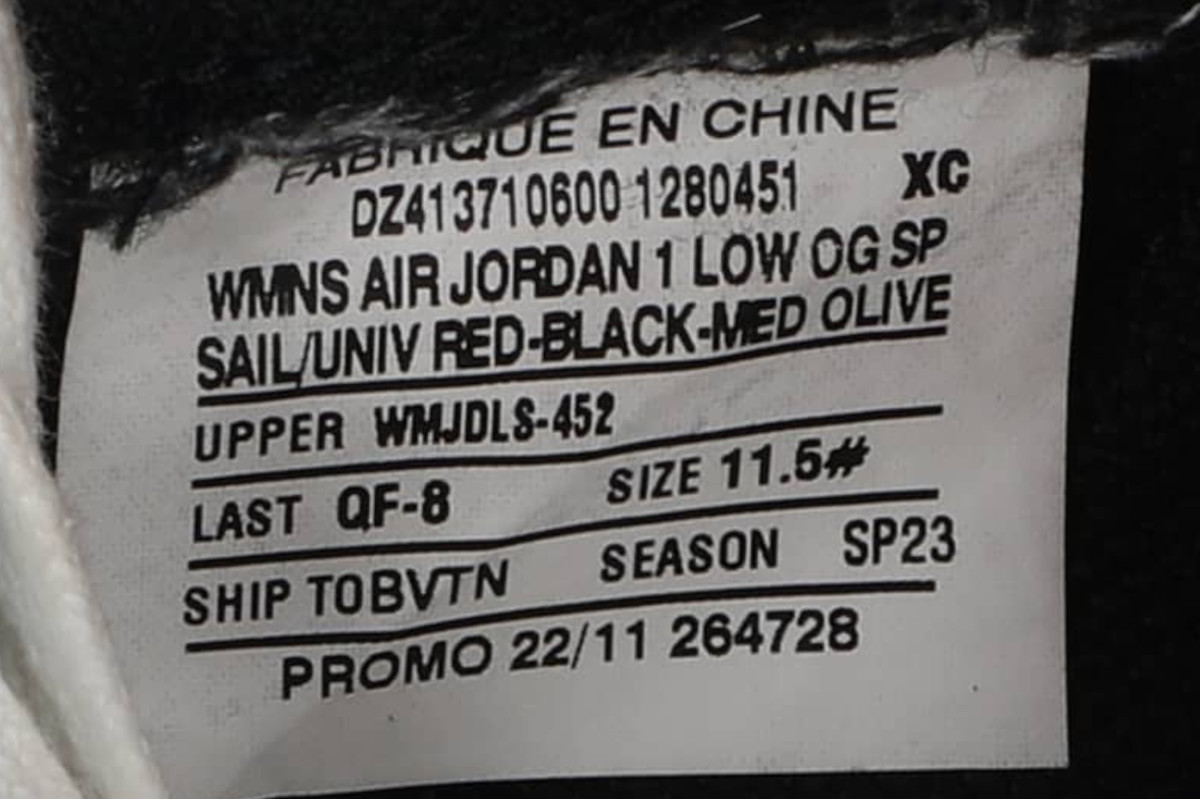 FABRIQUE EN CHINE
DZ413710600 1280451 XC
WMNS AIR JORDAN 1 LOW OG SP
SAIL/UNIV RED-BLACK-MED OLIVE
UPPER WMJDLS-452
LAST QF-8 SIZE 11.5#
SHIP TOBVTN SEASON SP23
PROMO 22/11 264728